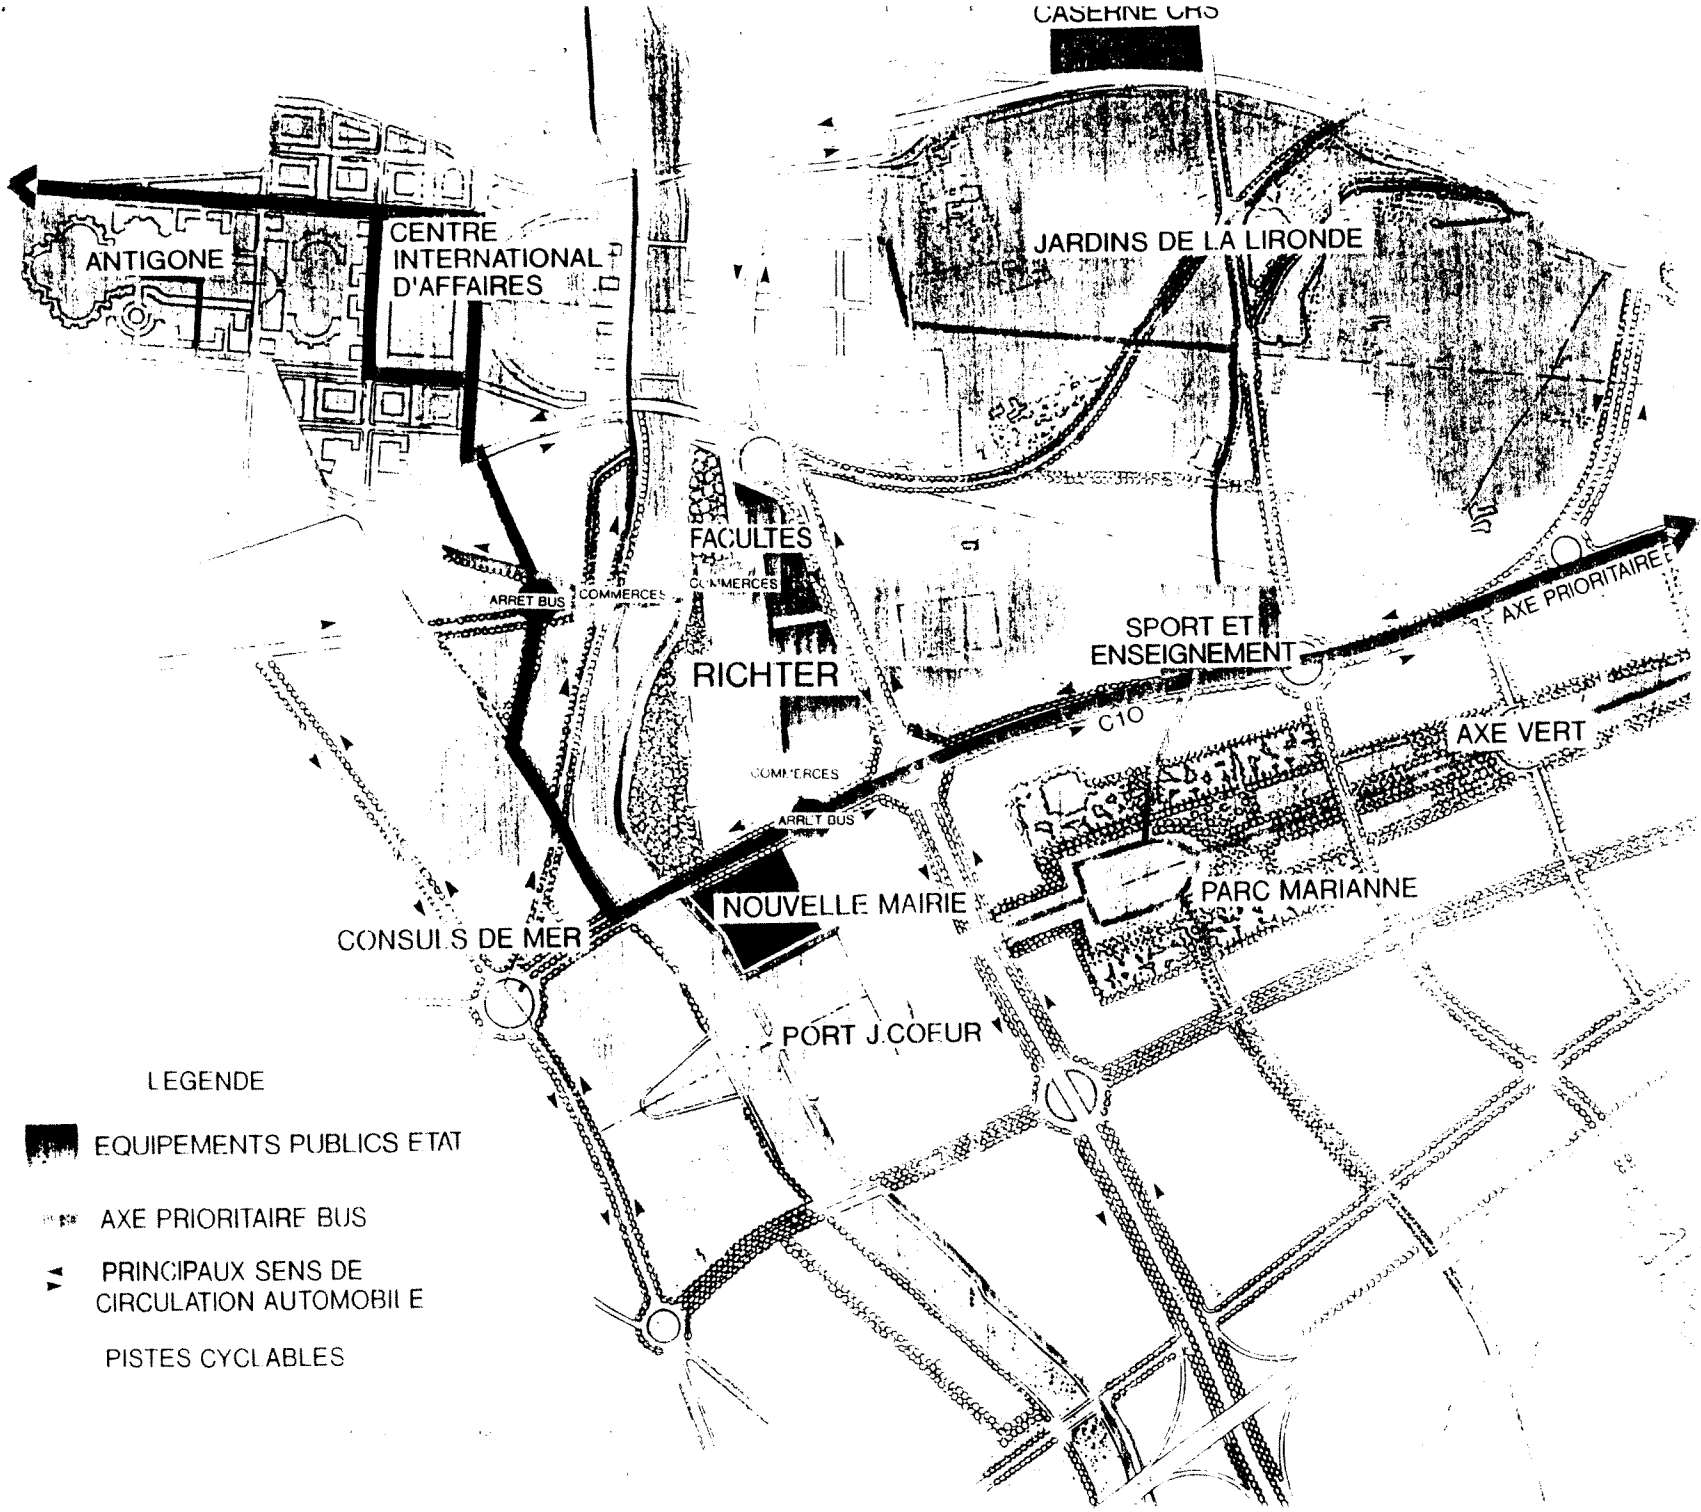 CASERNE CRS
ANTIGONE
CENTRE
INTERNATIONAL
D'AFFAIRES
JARDINS DE LA LIRONDE
FACULTES
COMMERCES
ARRET BUS
COMMERCES
AXE PRIORITAIRE
SPORT ET
ENSEIGNEMENT
RICHTER
C10
AXE VERT
COMMERCES
ARRET BUS
NOUVELLE MAIRIE
PARC MARIANNE
CONSULS DE MER
PORT J.COEUR
LEGENDE
EQUIPEMENTS PUBLICS ETAT
AXE PRIORITAIRE BUS
PRINCIPAUX SENS DE
CIRCULATION AUTOMOBILE
PISTES CYCLABLES